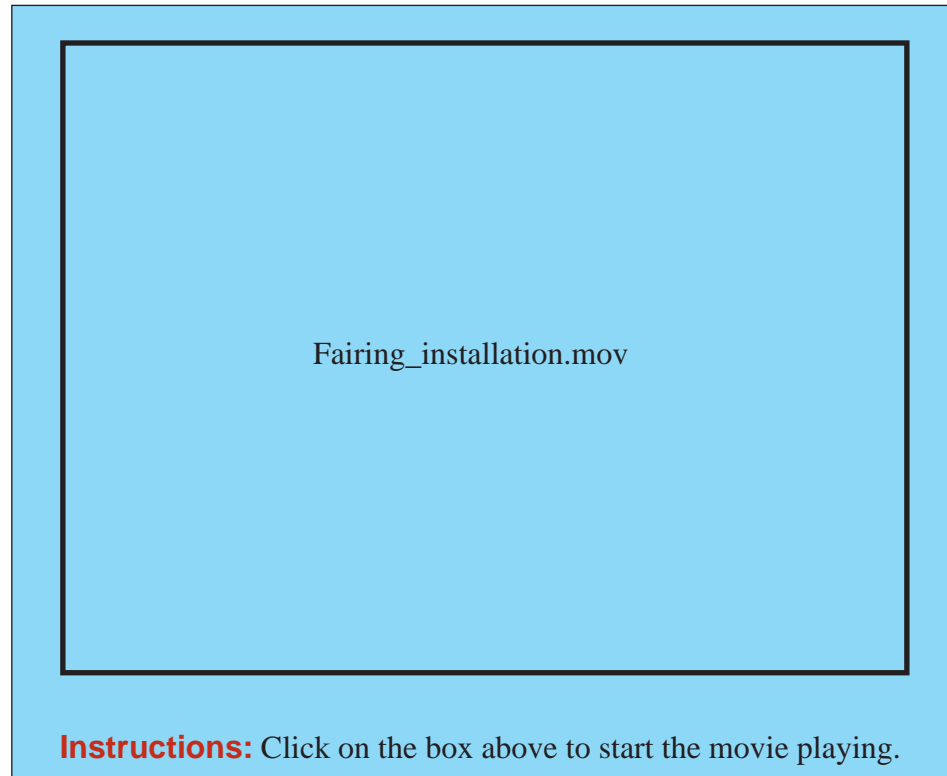 Fairing_installation.mov
Instructions: Click on the box above to start the movie playing.